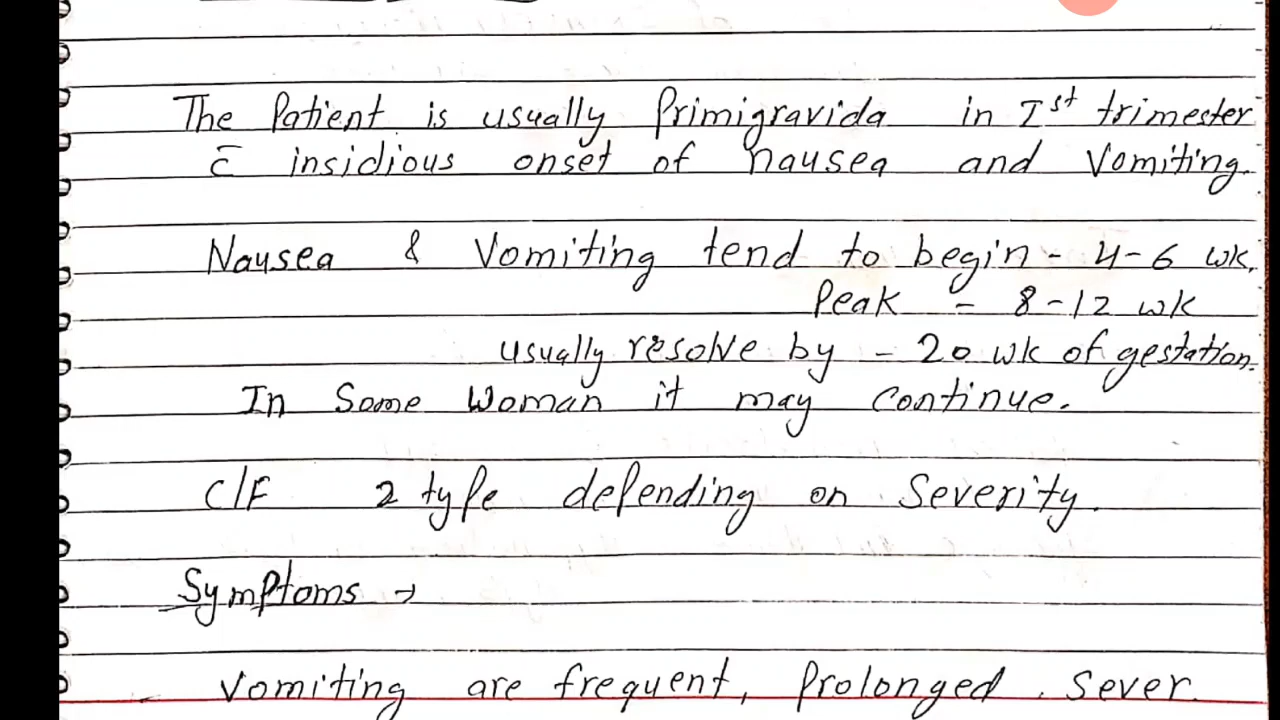 The Patient is usually Primigravida in Ist trimester
c̄ insidious onset of nausea and Vomiting.
Nausea & Vomiting tend to begin - 4-6 wk.
Peak - 8-12 wk
usually resolve by - 20 wk of gestation.
In Some Woman it may continue.
C/F 2 type depending on Severity.
Symptoms →
Vomiting are frequent, Prolonged. Sever.